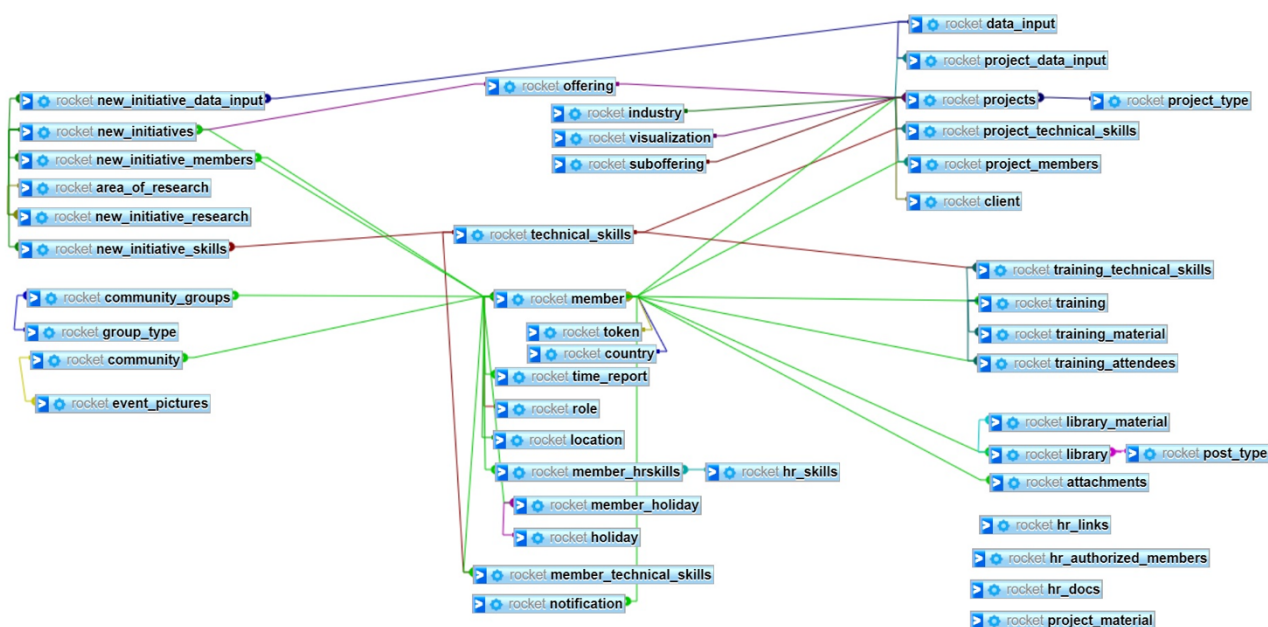 rocket data_input
rocket project_data_input
rocket offering
rocket new_initiative_data_input
rocket projects
rocket project_type
rocket industry
rocket new_initiatives
rocket visualization
rocket project_technical_skills
rocket new_initiative_members
rocket suboffering
rocket project_members
rocket area_of_research
rocket client
rocket new_initiative_research
rocket technical_skills
rocket new_initiative_skills
rocket training_technical_skills
rocket community_groups
rocket member
rocket training
rocket group_type
rocket token
rocket training_material
rocket country
rocket community
rocket training_attendees
rocket time_report
rocket event_pictures
rocket role
rocket library_material
rocket location
rocket library
rocket post_type
rocket member_hrskills
rocket hr_skills
rocket attachments
rocket member_holiday
rocket hr_links
rocket holiday
rocket hr_authorized_members
rocket member_technical_skills
rocket hr_docs
rocket notification
rocket project_material